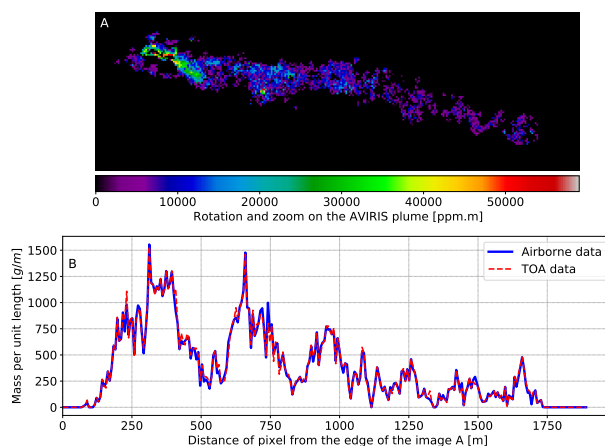 A
0 10000 20000 30000 40000 50000
Rotation and zoom on the AVIRIS plume [ppm.m]
B
Airborne data
TOA data
1500
1250
1000
750
500
250
0
Mass per unit length [g/m]
0 250 500 750 1000 1250 1500 1750
Distance of pixel from the edge of the image A [m]